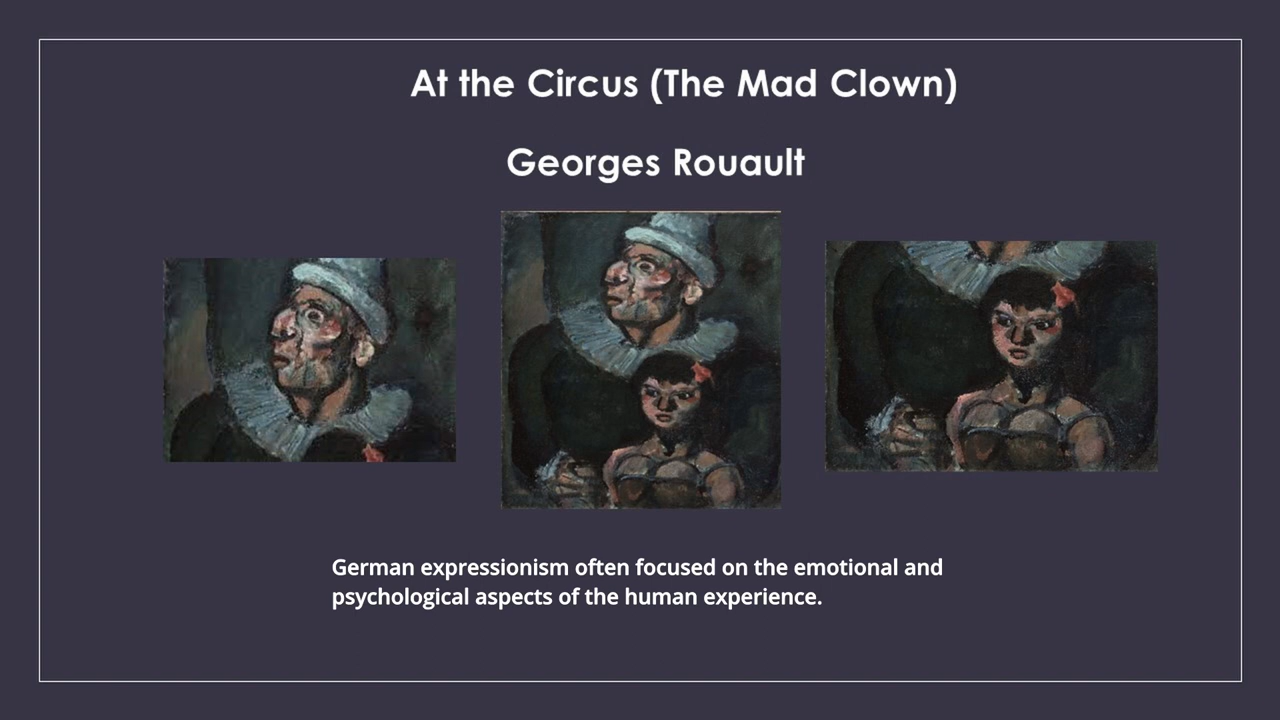 At the Circus (The Mad Clown)
Georges Rouault
German expressionism often focused on the emotional and
psychological aspects of the human experience.